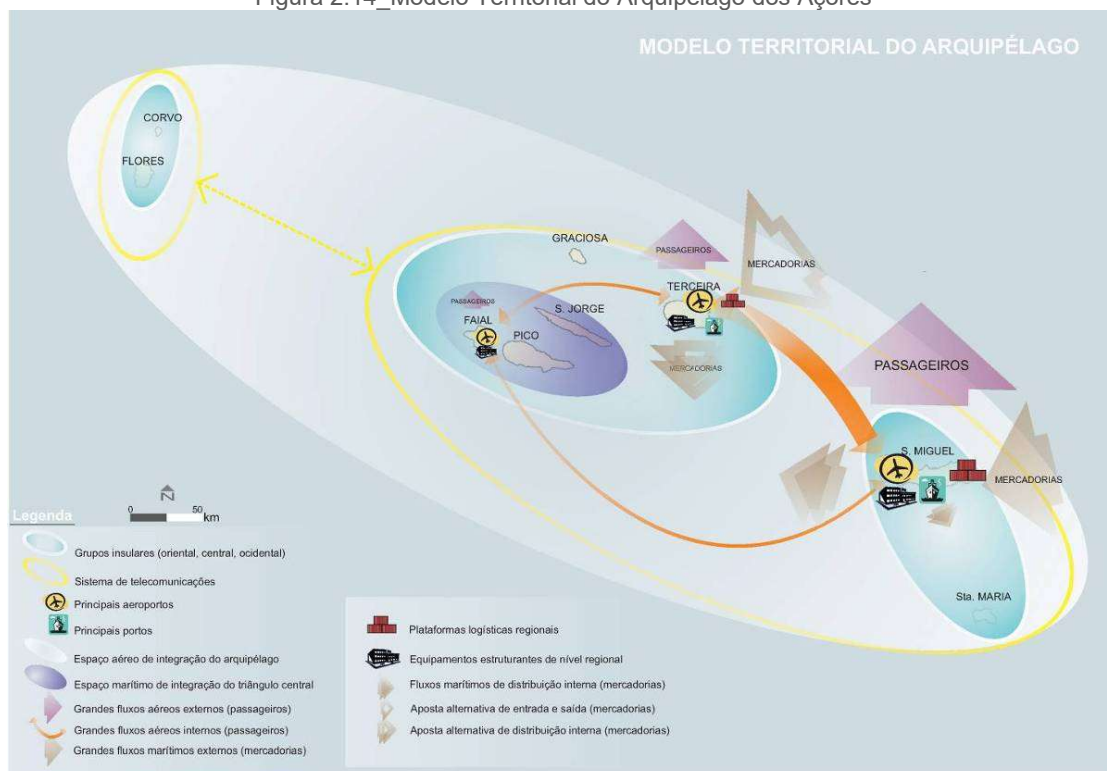 Figura 2.14_Modelo Territorial do Arquipélago dos Açores
MODELO TERRITORIAL DO ARQUIPÉLAGO
CORVO
FLORES
GRACIOSA
PASSAGEIROS
MERCADORIAS
TERCEIRA
PASSAGEIROS
S. JORGE
FAIAL
PICO
MERCADORIAS
PASSAGEIROS
S. MIGUEL
MERCADORIAS
Sta. MARIA
N
0 50
km
Legenda
Grupos insulares (oriental, central, ocidental)
Sistema de telecomunicações
Principais aeroportos
Principais portos
Espaço aéreo de integração do arquipélago
Espaço marítimo de integração do triângulo central
Grandes fluxos aéreos externos (passageiros)
Grandes fluxos aéreos internos (passageiros)
Grandes fluxos marítimos externos (mercadorias)
Plataformas logísticas regionais
Equipamentos estruturantes de nível regional
Fluxos marítimos de distribuição interna (mercadorias)
Aposta alternativa de entrada e saída (mercadorias)
Aposta alternativa de distribuição interna (mercadorias)